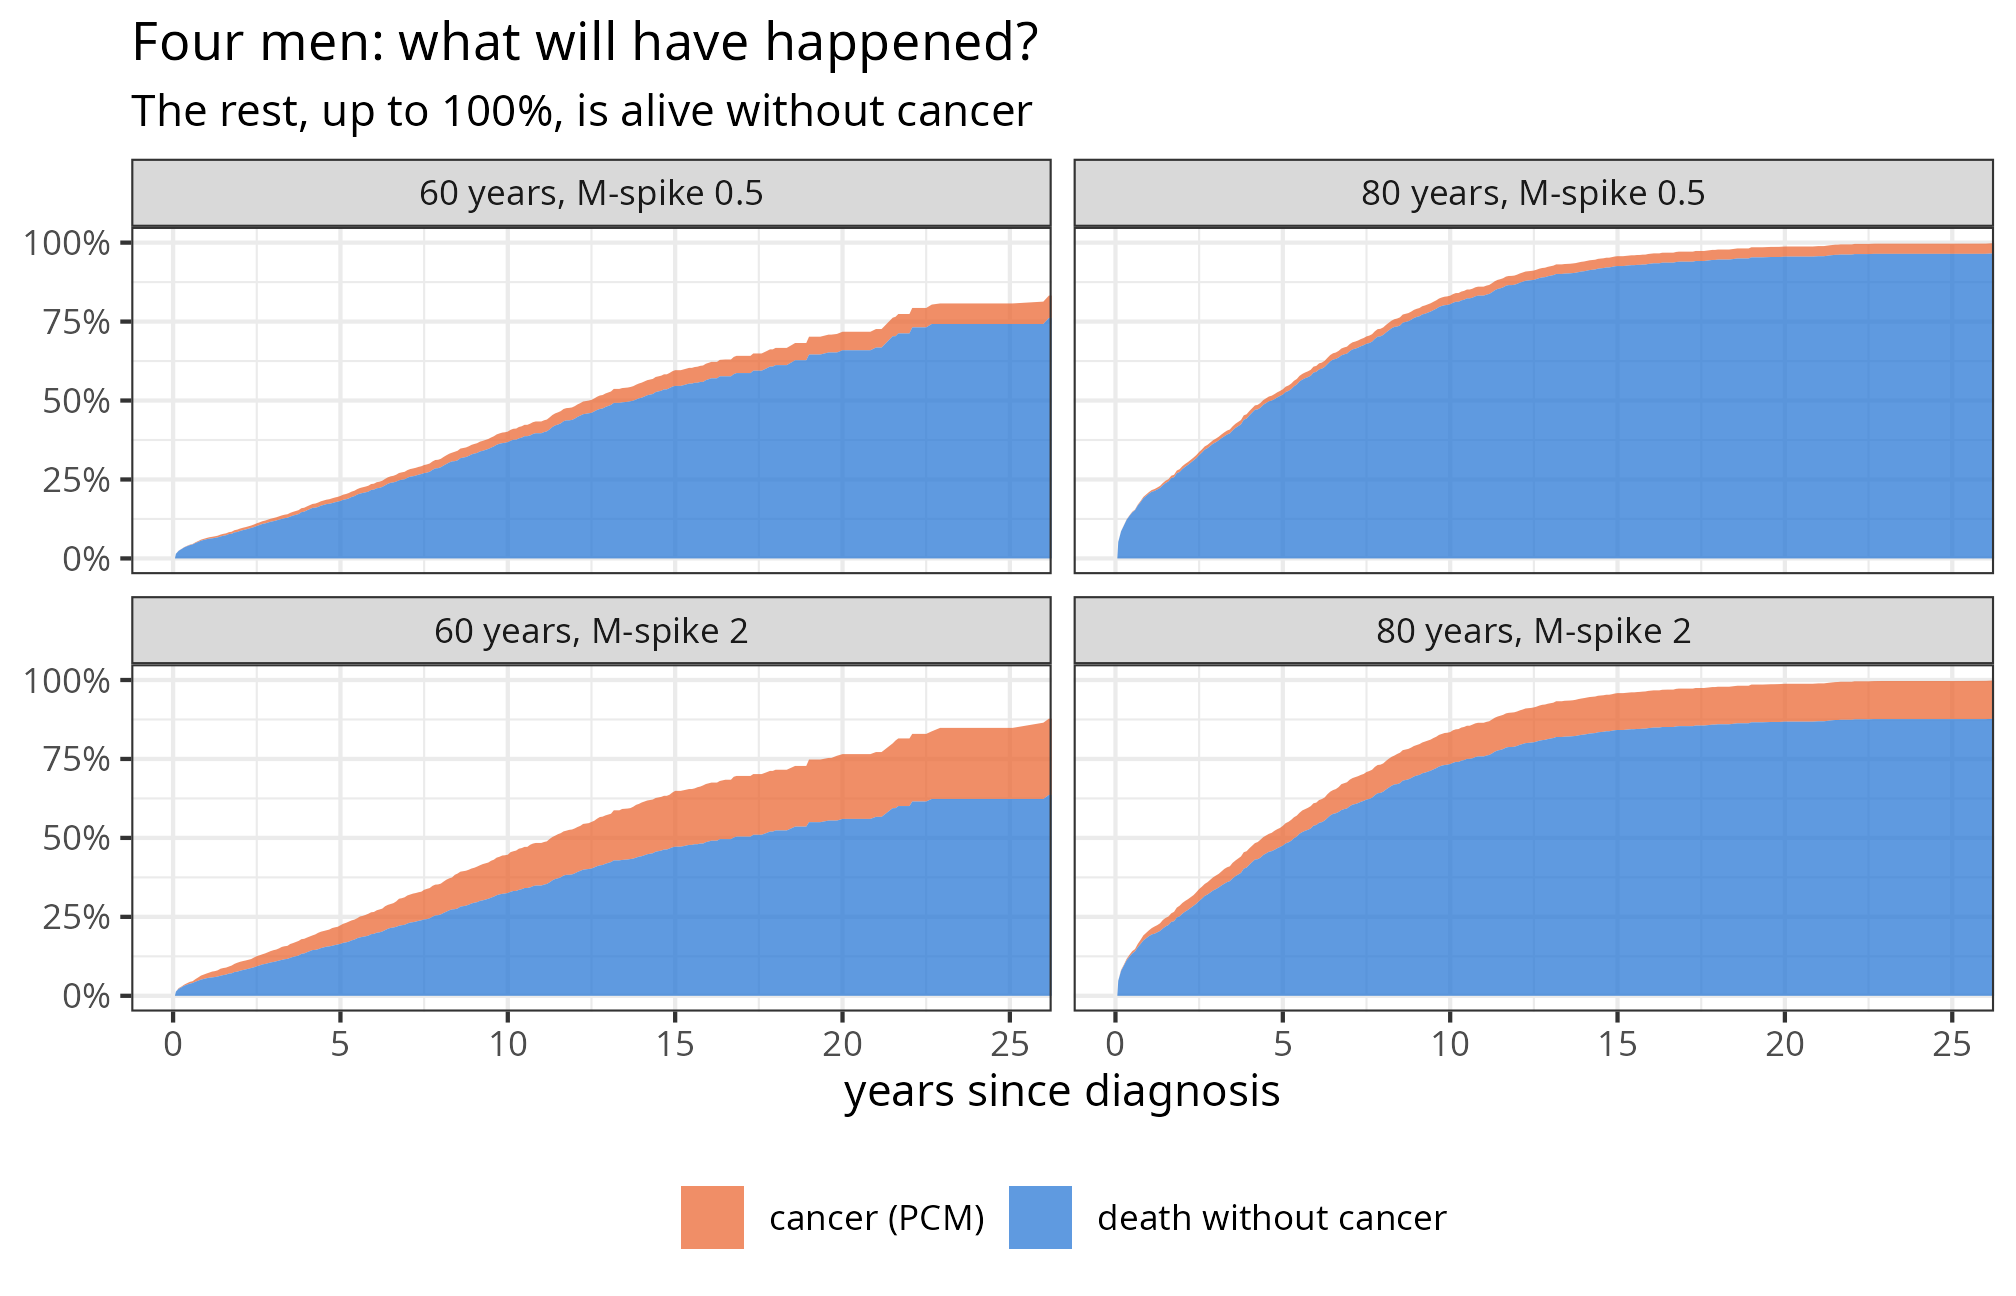 Four men: what will have happened?
The rest, up to 100%, is alive without cancer
60 years, M-spike 0.5
80 years, M-spike 0.5
100%
75%
50%
25%
0%
60 years, M-spike 2
80 years, M-spike 2
100%
75%
50%
25%
0%
0 5 10 15 20 25
0 5 10 15 20 25
years since diagnosis
cancer (PCM)
death without cancer